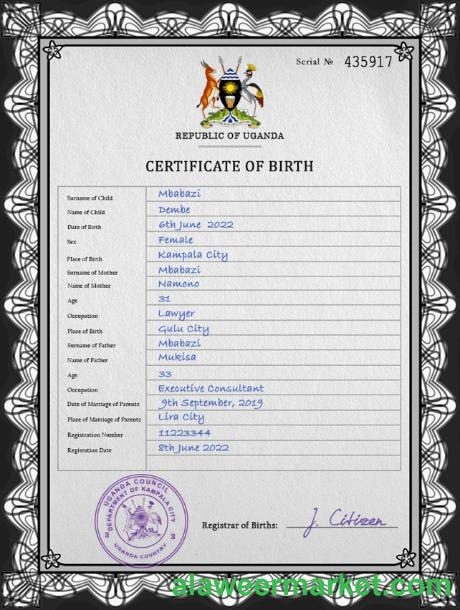 Serial № 435917
REPUBLIC OF UGANDA
CERTIFICATE OF BIRTH
Surname of Child Mbabazi
Name of Child Dembe
Date of Birth 6th June 2022
Sex Female
Place of Birth Kampala City
Surname of Mother Mbabazi
Name of Mother Namono
Age 31
Occupation: Lawyer
Place of Birth Gulu City
Surname of Father Mbabazi
Name of Father Mukisa
Age 33
Occupation Executive Consultant
Date of Marriage of Parents 9th September, 2019
Place of Marriage of Parents Lira City
Registration Number 11223344
Registration Date 8th June 2022
UGANDA COUNCIL
DEPARTMENT OF KAMPALA CITY
UGANDA COUNTRY
Registrar of Births: J. Citizen
alaweermarket.com